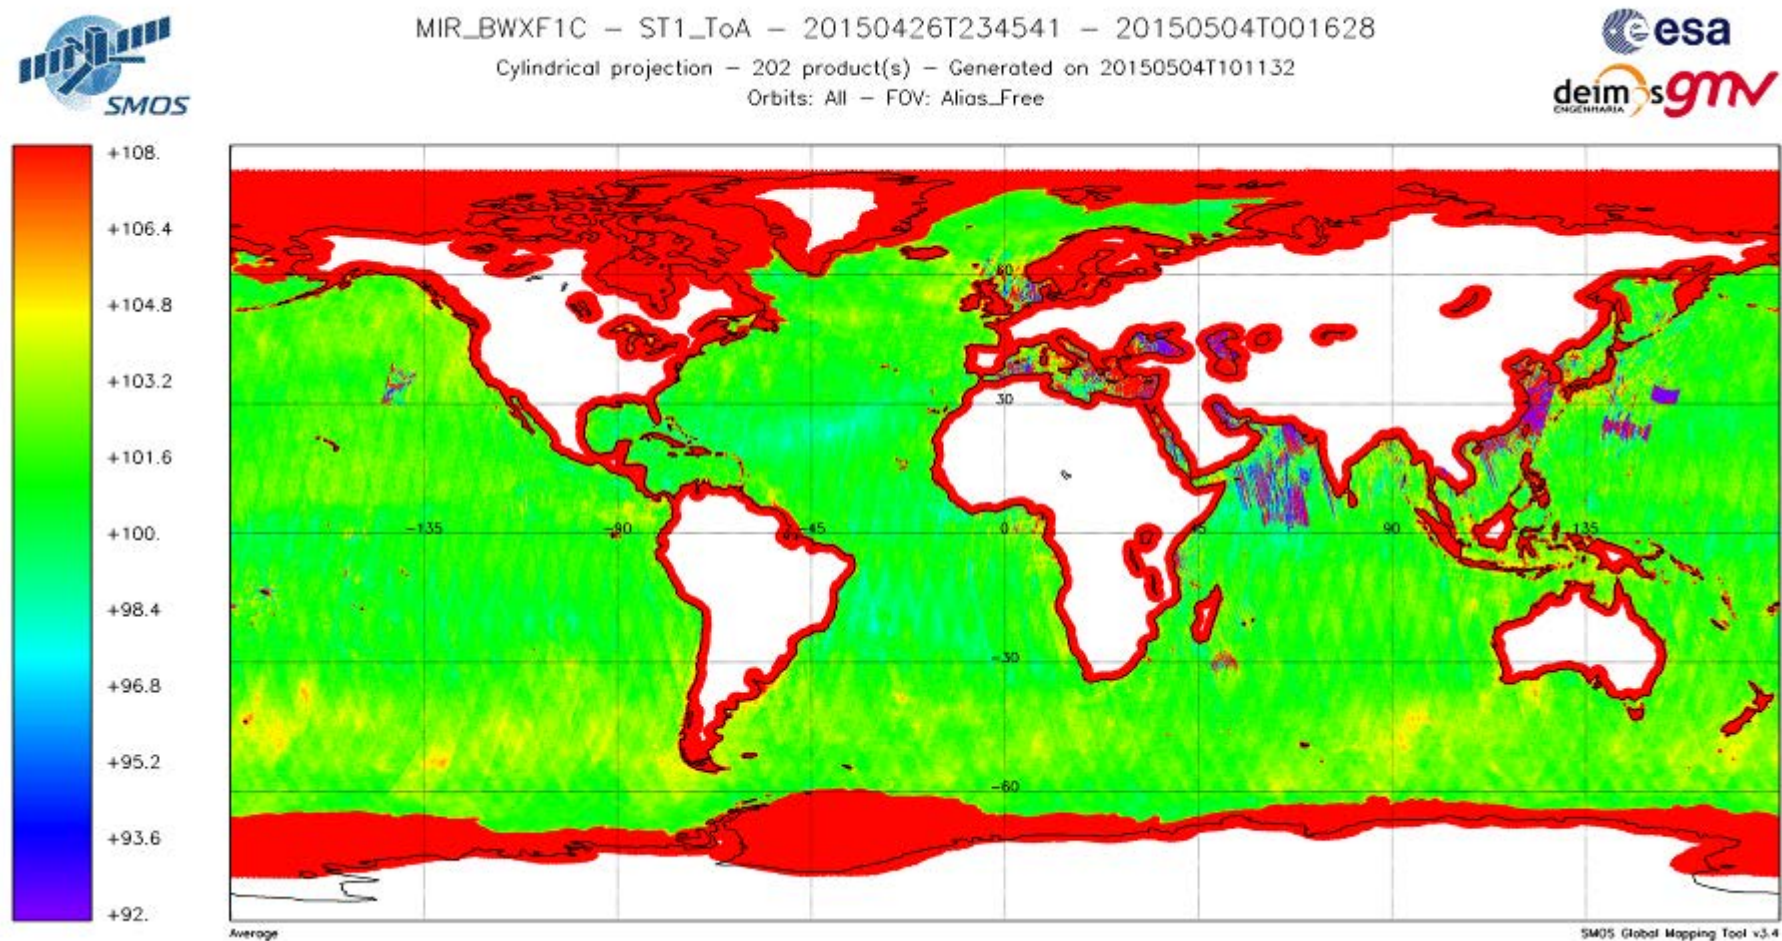 MIR_BWXF1C – ST1_ToA – 20150426T234541 – 20150504T001628
Cylindrical projection – 202 product(s) – Generated on 20150504T101132
Orbits: All – FOV: Alias_Free
SMOS
esa
deimos gmv
ENGENHARIA
+108.
+106.4
+104.8
+103.2
+101.6
+100.
+98.4
+96.8
+95.2
+93.6
+92.
60
30
-135 -90 -45 0 45 90 135
-30
-60
Average
SMOS Global Mapping Tool v3.4